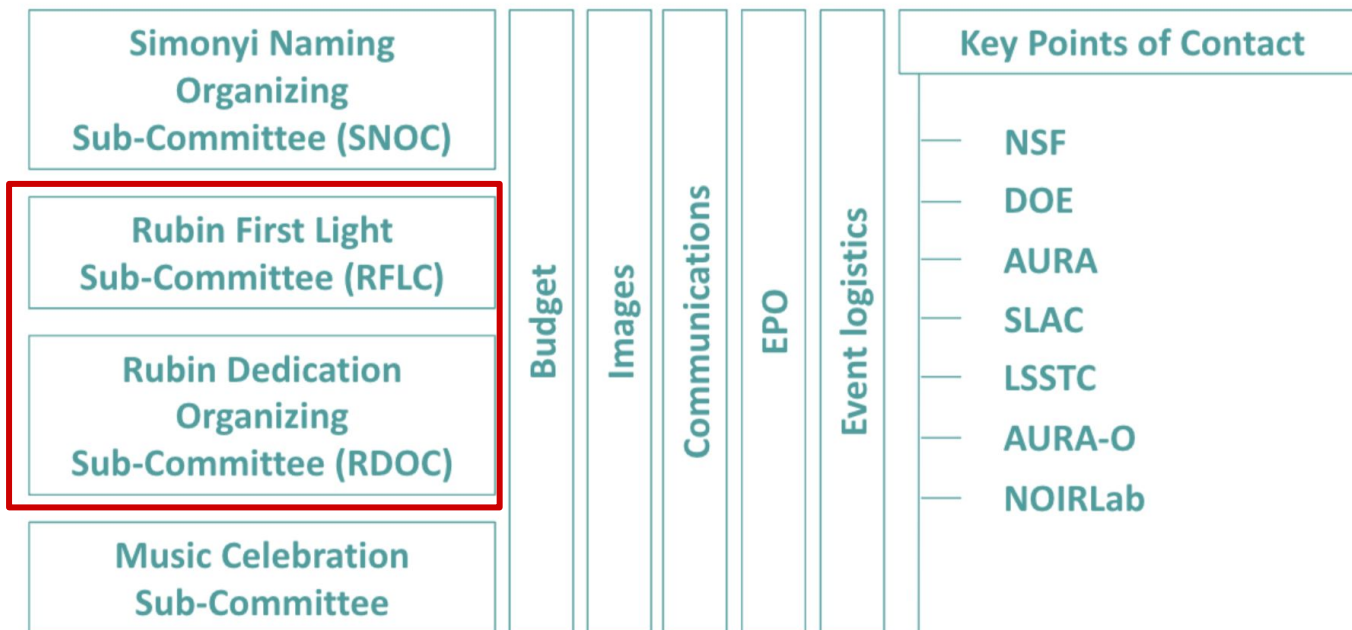 Simonyi Naming
Organizing
Sub-Committee (SNOC)
Rubin First Light
Sub-Committee (RFLC)
Rubin Dedication
Organizing
Sub-Committee (RDOC)
Music Celebration
Sub-Committee
Budget
Images
Communications
EPO
Event logistics
Key Points of Contact
NSF
DOE
AURA
SLAC
LSSTC
AURA-O
NOIRLab